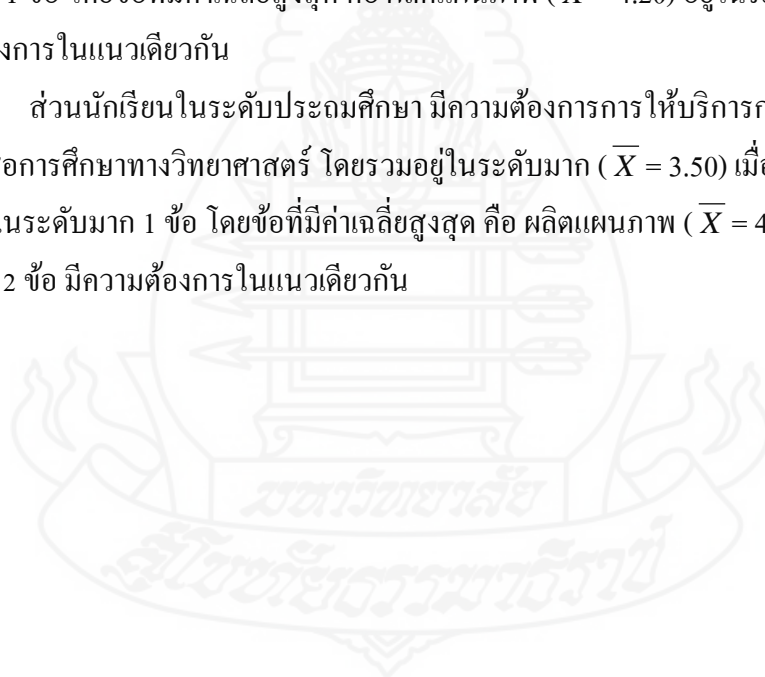 งการในแนวเดียวกัน
ส่วนนักเรียนในระดับประถมศึกษา มีความต้องการการให้บริการก
อการศึกษาทางวิทยาศาสตร์ โดยรวมอยู่ในระดับมาก ( X̅ = 3.50) เมื่อ
นระดับมาก 1 ข้อ โดยข้อที่มีค่าเฉลี่ยสูงสุด คือ ผลิตแผนภาพ ( X̅ = 4
2 ข้อ มีความต้องการในแนวเดียวกัน
มหาวิทยาลัย
สุโขทัยธรรมาธิราช